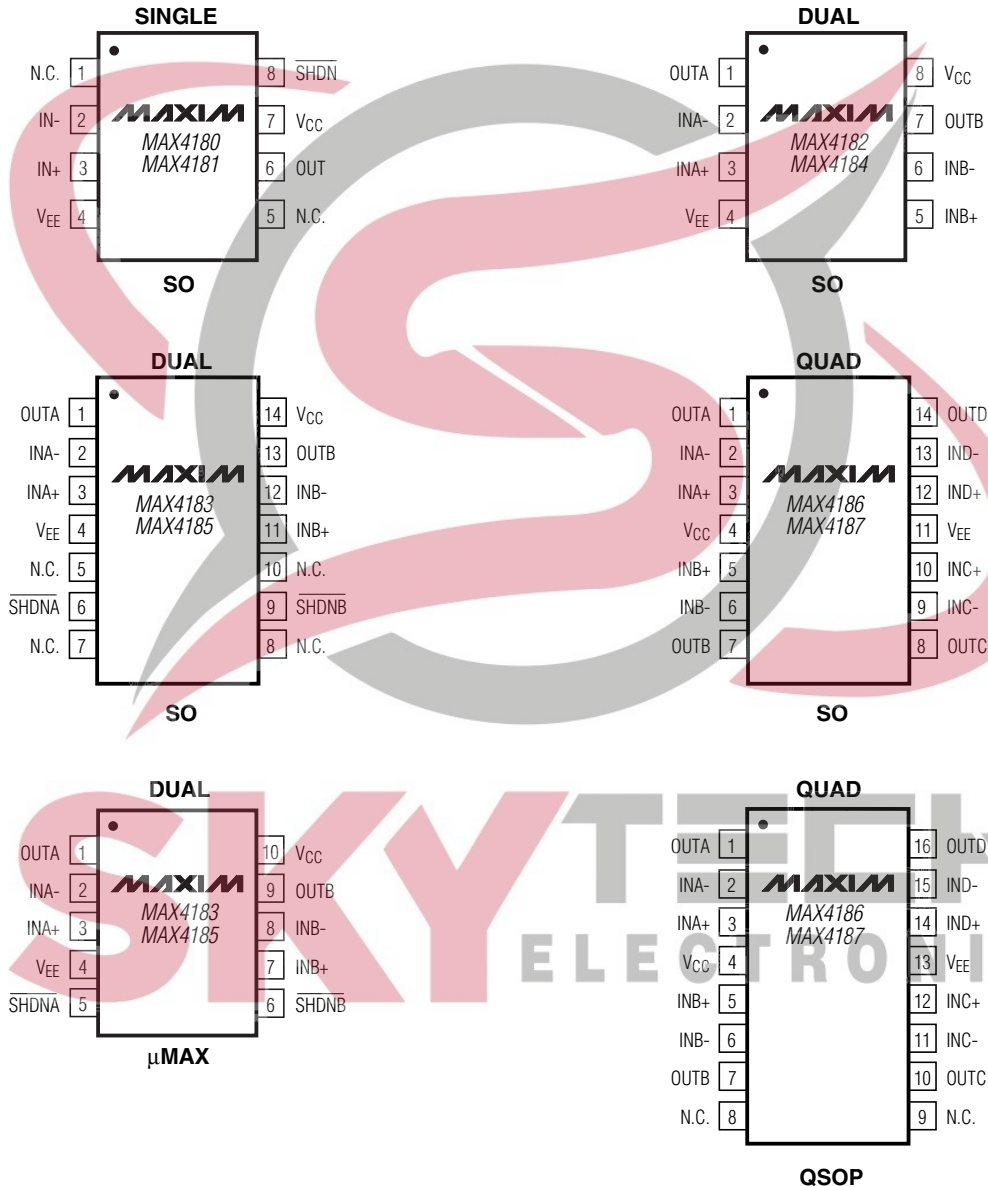 SINGLE
N.C. 1
IN- 2
IN+ 3
VEE 4
8 SHDN
7 VCC
6 OUT
5 N.C.
MAXIM
MAX4180
MAX4181
SO
DUAL
OUTA 1
INA- 2
INA+ 3
VEE 4
8 VCC
7 OUTB
6 INB-
5 INB+
MAXIM
MAX4182
MAX4184
SO
DUAL
OUTA 1
INA- 2
INA+ 3
VEE 4
N.C. 5
SHDNA 6
N.C. 7
14 VCC
13 OUTB
12 INB-
11 INB+
10 N.C.
9 SHDNB
8 N.C.
MAXIM
MAX4183
MAX4185
SO
QUAD
OUTA 1
INA- 2
INA+ 3
VCC 4
INB+ 5
INB- 6
OUTB 7
14 OUTD
13 IND-
12 IND+
11 VEE
10 INC+
9 INC-
8 OUTC
MAXIM
MAX4186
MAX4187
SO
DUAL
OUTA 1
INA- 2
INA+ 3
VEE 4
SHDNA 5
10 VCC
9 OUTB
8 INB-
7 INB+
6 SHDNB
MAXIM
MAX4183
MAX4185
µMAX
QUAD
OUTA 1
INA- 2
INA+ 3
VCC 4
INB+ 5
INB- 6
OUTB 7
N.C. 8
16 OUTD
15 IND-
14 IND+
13 VEE
12 INC+
11 INC-
10 OUTC
9 N.C.
MAXIM
MAX4186
MAX4187
QSOP
SKYTECH
ELECTRONI